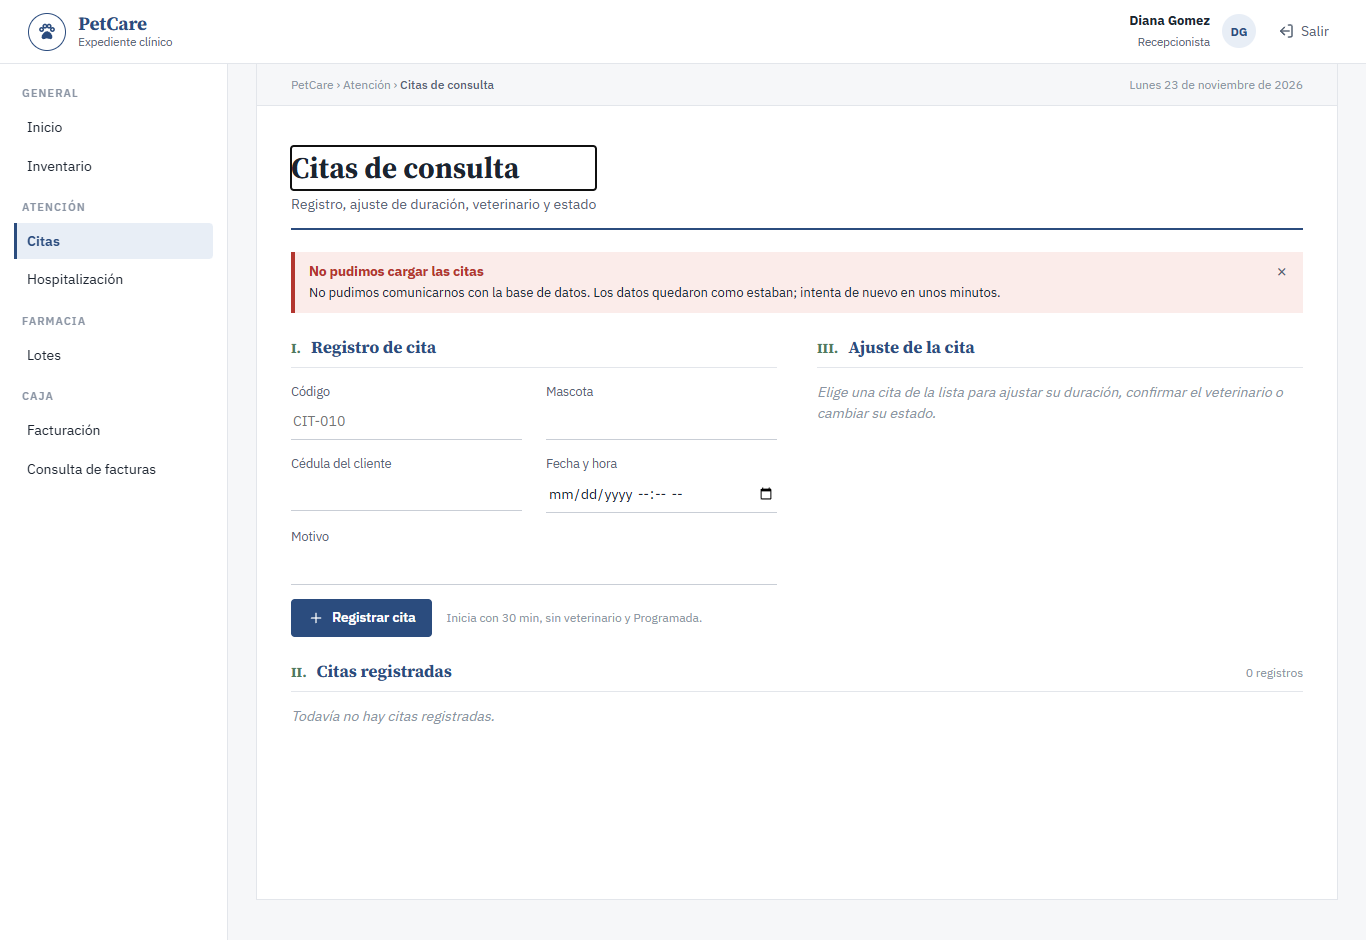 PetCare
Expediente clínico
Diana Gomez
Recepcionista
DG
Salir
GENERAL
Inicio
Inventario
ATENCIÓN
Citas
Hospitalización
FARMACIA
Lotes
CAJA
Facturación
Consulta de facturas
PetCare › Atención › Citas de consulta
Lunes 23 de noviembre de 2026
Citas de consulta
Registro, ajuste de duración, veterinario y estado
No pudimos cargar las citas
No pudimos comunicarnos con la base de datos. Los datos quedaron como estaban; intenta de nuevo en unos minutos.
I. Registro de cita
Código
Mascota
CIT-010
Cédula del cliente
Fecha y hora
mm/dd/yyyy --:-- --
Motivo
Registrar cita
Inicia con 30 min, sin veterinario y Programada.
III. Ajuste de la cita
Elige una cita de la lista para ajustar su duración, confirmar el veterinario o
cambiar su estado.
II. Citas registradas
0 registros
Todavía no hay citas registradas.